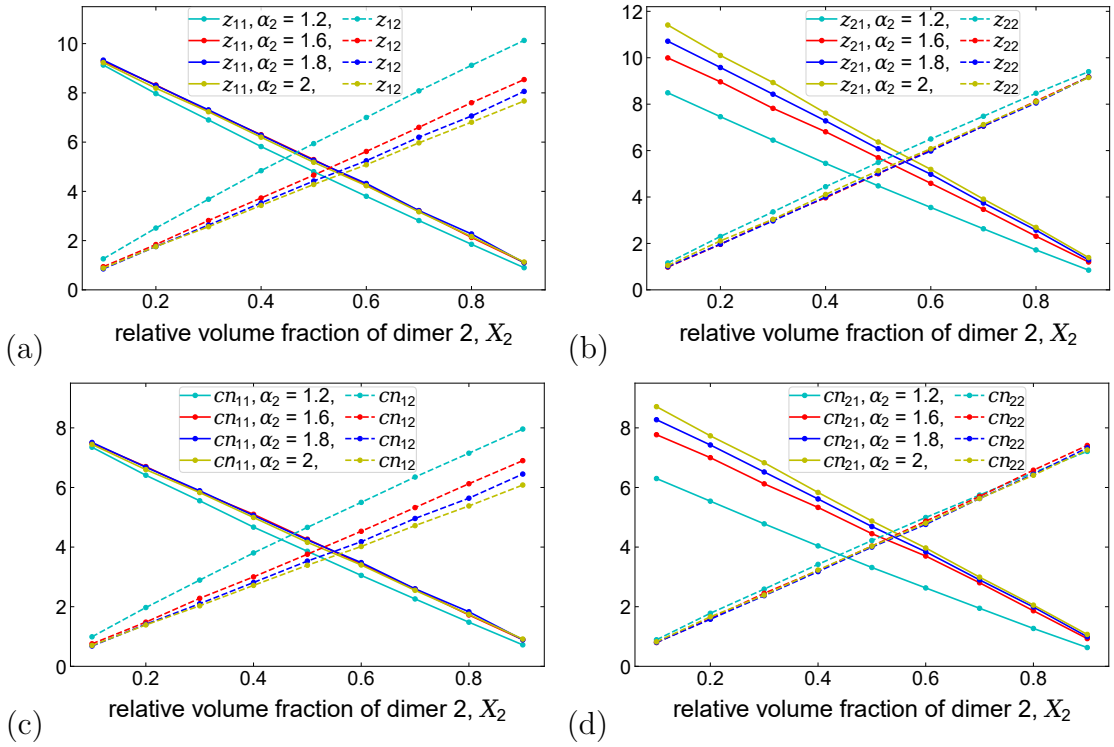 z₁₁, α₂ = 1.2, z₁₂
z₁₁, α₂ = 1.6, z₁₂
z₁₁, α₂ = 1.8, z₁₂
z₁₁, α₂ = 2, z₁₂
10
8
6
4
2
0
0.2 0.4 0.6 0.8
relative volume fraction of dimer 2, X₂
(a)
z₂₁, α₂ = 1.2, z₂₂
z₂₁, α₂ = 1.6, z₂₂
z₂₁, α₂ = 1.8, z₂₂
z₂₁, α₂ = 2, z₂₂
12
10
8
6
4
2
0
0.2 0.4 0.6 0.8
relative volume fraction of dimer 2, X₂
(b)
cn₁₁, α₂ = 1.2, cn₁₂
cn₁₁, α₂ = 1.6, cn₁₂
cn₁₁, α₂ = 1.8, cn₁₂
cn₁₁, α₂ = 2, cn₁₂
8
6
4
2
0
0.2 0.4 0.6 0.8
relative volume fraction of dimer 2, X₂
(c)
cn₂₁, α₂ = 1.2, cn₂₂
cn₂₁, α₂ = 1.6, cn₂₂
cn₂₁, α₂ = 1.8, cn₂₂
cn₂₁, α₂ = 2, cn₂₂
8
6
4
2
0
0.2 0.4 0.6 0.8
relative volume fraction of dimer 2, X₂
(d)